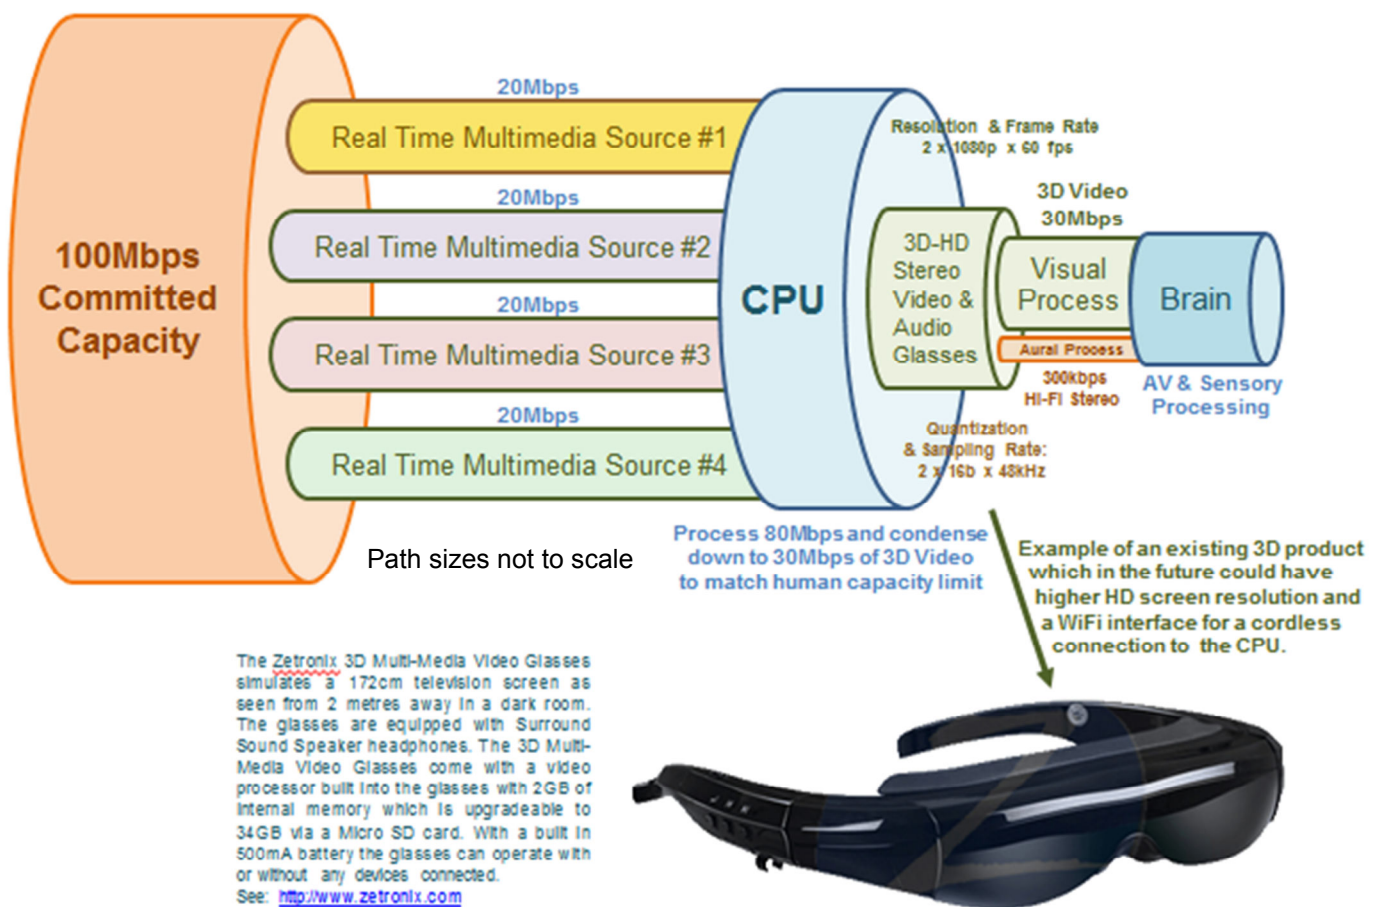 20Mbps
Real Time Multimedia Source #1
20Mbps
Real Time Multimedia Source #2
20Mbps
Real Time Multimedia Source #3
20Mbps
Real Time Multimedia Source #4
100Mbps
Committed
Capacity
CPU
Resolution & Frame Rate
2 x 1080p x 60 fps
3D Video
30Mbps
3D-HD
Stereo
Video &
Audio
Glasses
Visual
Process
Aural Process
300kbps
Hi-Fi Stereo
Brain
AV & Sensory
Processing
Quantization
& Sampling Rate:
2 x 16b x 48kHz
Path sizes not to scale
Process 80Mbps and condense
down to 30Mbps of 3D Video
to match human capacity limit
Example of an existing 3D product
which in the future could have
higher HD screen resolution and
a WiFi interface for a cordless
connection to the CPU.
The Zetronix 3D Multi-Media Video Glasses
simulates a 172cm television screen as
seen from 2 metres away in a dark room.
The glasses are equipped with Surround
Sound Speaker headphones. The 3D Multi-
Media Video Glasses come with a video
processor built into the glasses with 2GB of
internal memory which is upgradeable to
34GB via a Micro SD card. With a built in
500mA battery the glasses can operate with
or without any devices connected.
See: http://www.zetronix.com